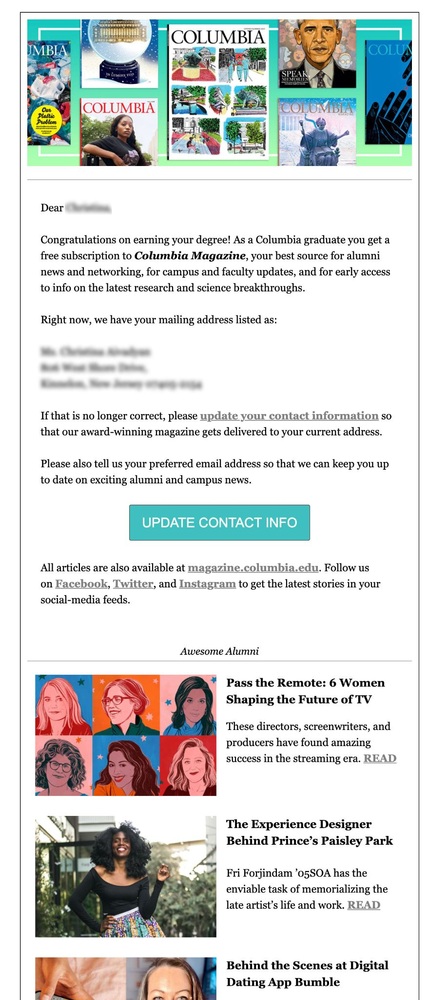 UMBIA
MAGAZINE
Our
Plastic
Problem
IN LUMINE TUO
COLUMBIA
SPRING/SUMMER 2021
COLUMBIA
SPEAK
MEMORIES
COLUMBIA
MAGAZINE
COLUM
Dear
Congratulations on earning your degree! As a Columbia graduate you get a
free subscription to Columbia Magazine, your best source for alumni
news and networking, for campus and faculty updates, and for early access
to info on the latest research and science breakthroughs.
Right now, we have your mailing address listed as:
If that is no longer correct, please update your contact information so
that our award-winning magazine gets delivered to your current address.
Please also tell us your preferred email address so that we can keep you up
to date on exciting alumni and campus news.
UPDATE CONTACT INFO
All articles are also available at magazine.columbia.edu. Follow us
on Facebook, Twitter, and Instagram to get the latest stories in your
social-media feeds.
Awesome Alumni
Pass the Remote: 6 Women
Shaping the Future of TV
These directors, screenwriters, and
producers have found amazing
success in the streaming era. READ
The Experience Designer
Behind Prince’s Paisley Park
Fri Forjindam ’05SOA has the
enviable task of memorializing the
late artist’s life and work. READ
Behind the Scenes at Digital
Dating App Bumble